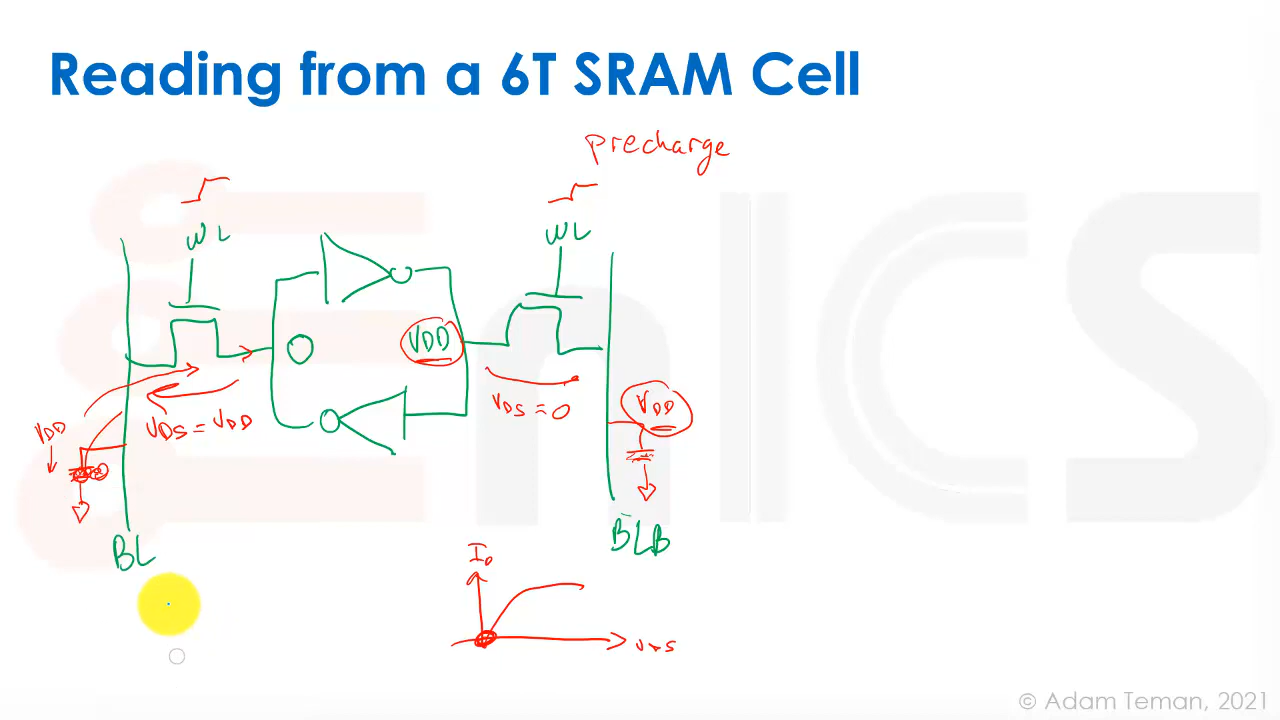 Reading from a 6T SRAM Cell
precharge
WL
WL
VDD
VDD
VDS = VDD
VDS = 0
VDD
BL
BLB
ID
VDS
ENICS
© Adam Teman, 2021